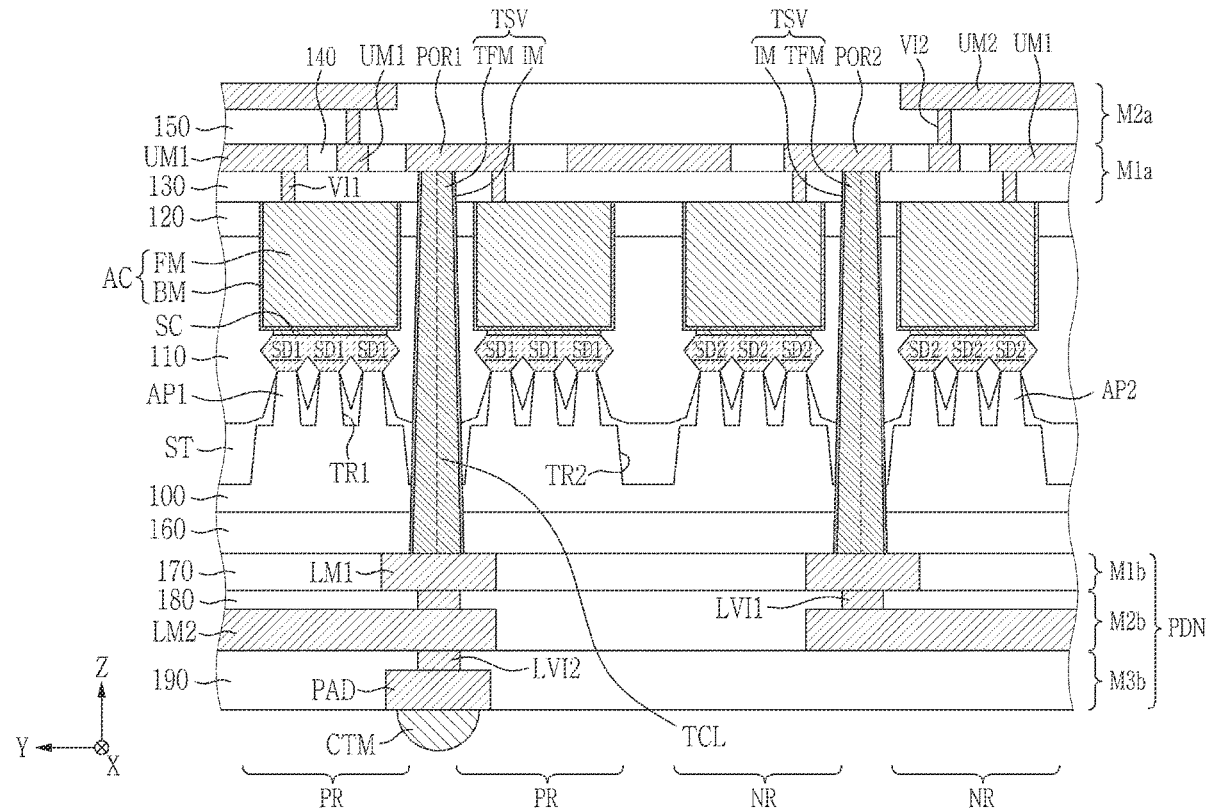 TSV
TSV
140
UM1
POR1
TFM
IM
IM
TFM
POR2
VI2
UM2
UM1
150
UM1
130
VI1
IM
120
AC
FM
BM
SC
110
SD1
SD1
SD1
SD1
SD1
SD1
SD2
SD2
SD2
SD2
SD2
SD2
AP1
AP2
ST
TR1
TR2
100
160
170
LM1
180
LVI1
LM2
LVI2
190
PAD
CTM
TCL
M2a
M1a
M1b
M2b
PDN
M3b
Z
Y
X
PR
PR
NR
NR